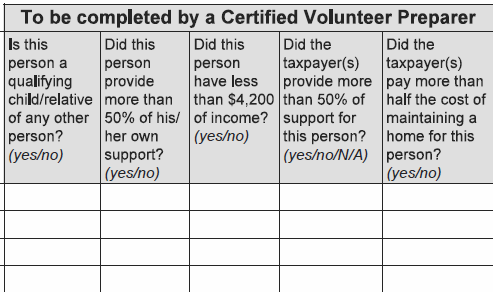 To be completed by a Certified Volunteer Preparer
Is this
person a
qualifying
child/relative
of any other
person?
(yes/no)
Did this
person
provide
more than
50% of his/
her own
support?
(yes/no)
Did this
person
have less
than $4,200
of income?
(yes/no)
Did the
taxpayer(s)
provide more
than 50% of
support for
this person?
(yes/no/N/A)
Did the
taxpayer(s)
pay more than
half the cost of
maintaining a
home for this
person?
(yes/no)